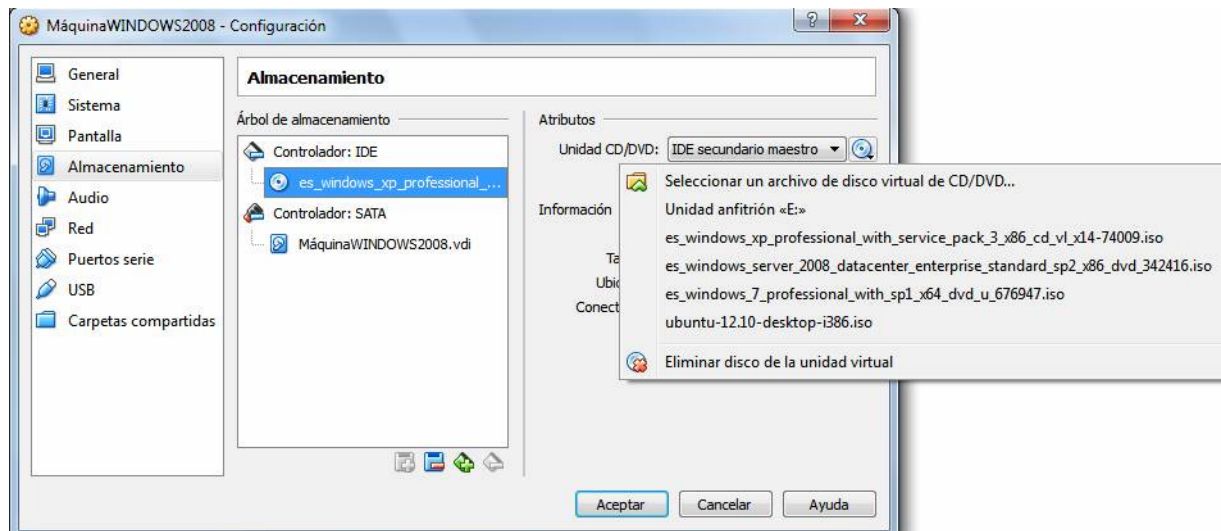 MáquinaWINDOWS2008 - Configuración
General
Sistema
Pantalla
Almacenamiento
Audio
Red
Puertos serie
USB
Carpetas compartidas
Almacenamiento
Árbol de almacenamiento
Controlador: IDE
es_windows_xp_professional_...
Controlador: SATA
MáquinaWINDOWS2008.vdi
Atributos
Unidad CD/DVD: IDE secundario maestro
Información
Ta
Ubic
Conect
Seleccionar un archivo de disco virtual de CD/DVD...
Unidad anfitrión «E:»
es_windows_xp_professional_with_service_pack_3_x86_cd_vl_x14-74009.iso
es_windows_server_2008_datacenter_enterprise_standard_sp2_x86_dvd_342416.iso
es_windows_7_professional_with_sp1_x64_dvd_u_676947.iso
ubuntu-12.10-desktop-i386.iso
Eliminar disco de la unidad virtual
Aceptar Cancelar Ayuda